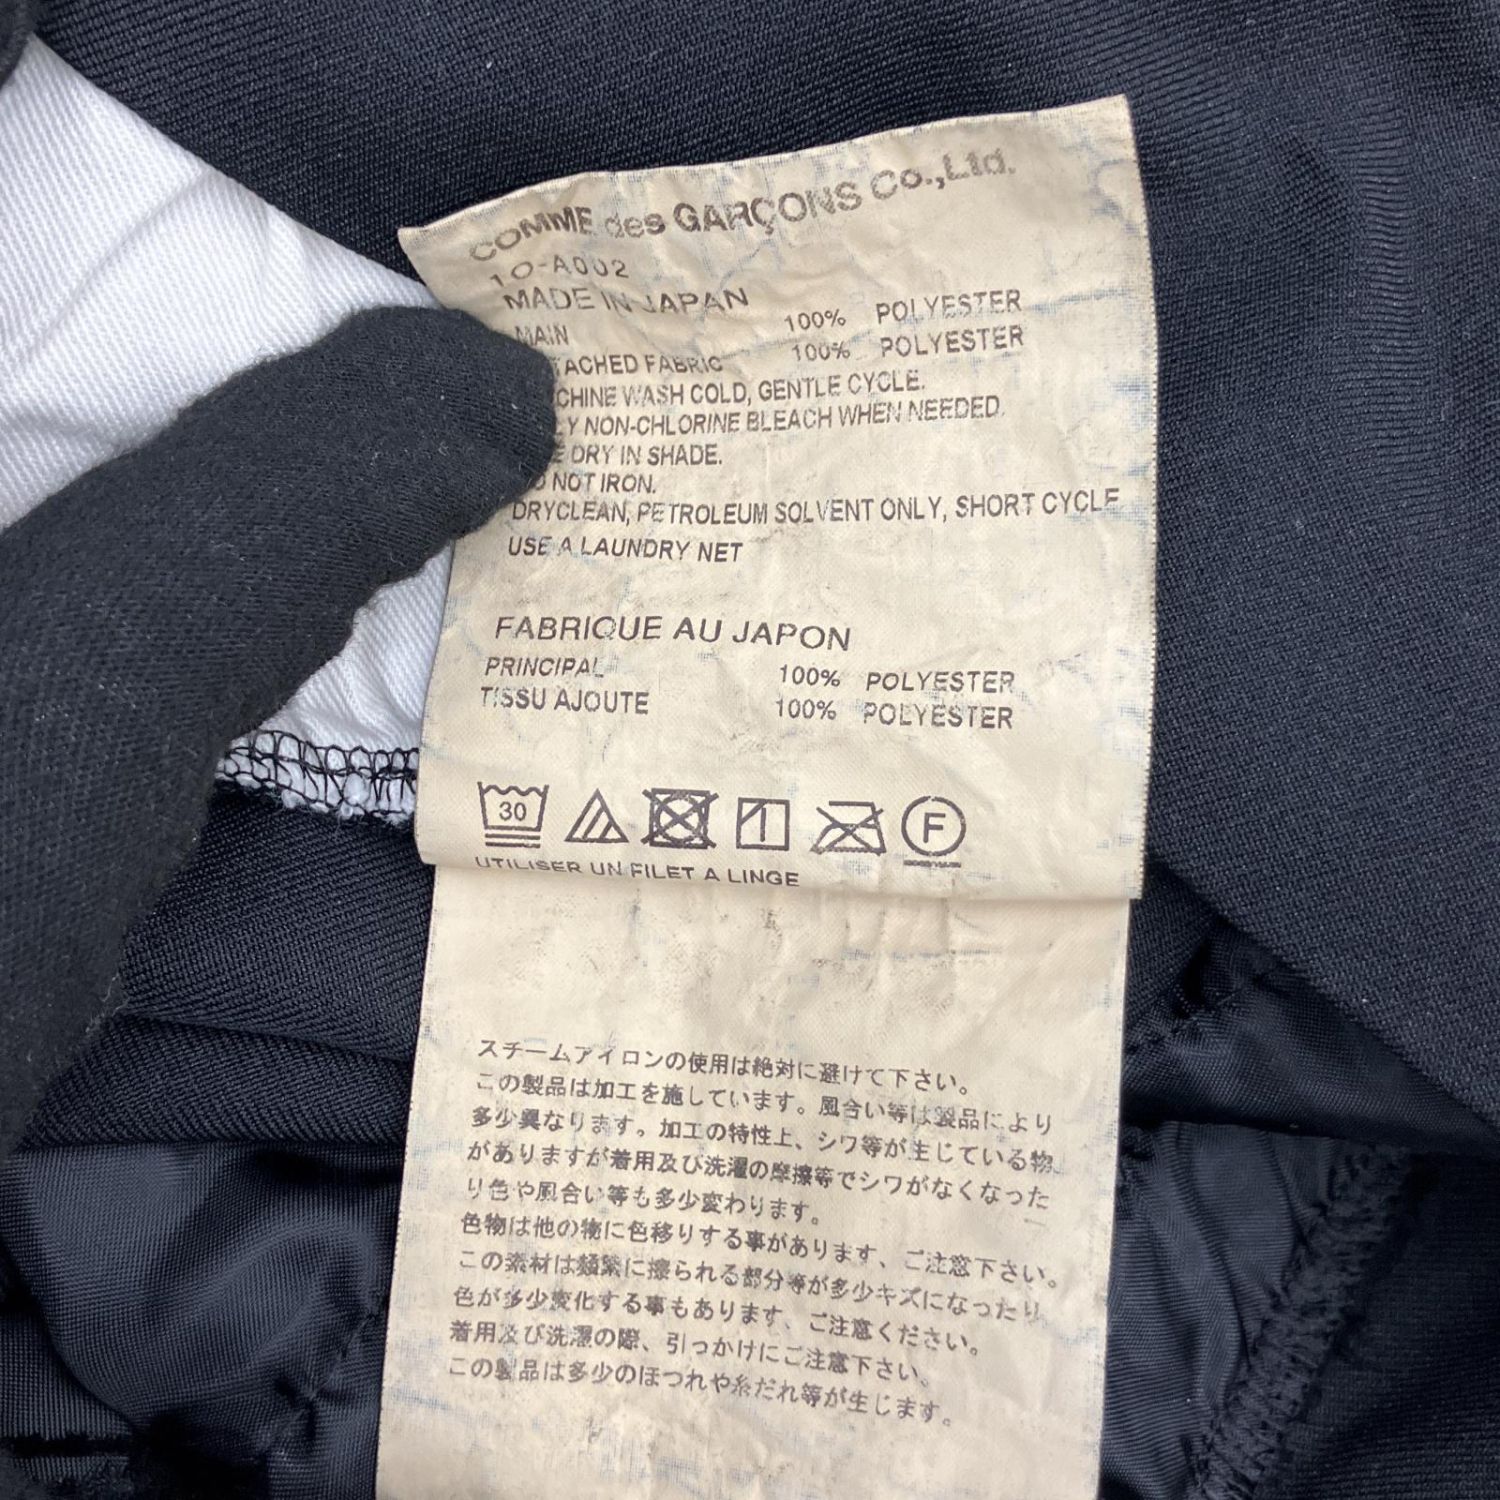 COMME des GARÇONS Co.,Ltd.
10-A002
MADE IN JAPAN
MAIN 100% POLYESTER
TACHED FABRIC 100% POLYESTER
CHINE WASH COLD, GENTLE CYCLE.
LY NON-CHLORINE BLEACH WHEN NEEDED.
E DRY IN SHADE.
O NOT IRON.
DRYCLEAN, PETROLEUM SOLVENT ONLY, SHORT CYCLE
USE A LAUNDRY NET
FABRIQUE AU JAPON
PRINCIPAL 100% POLYESTER
TISSU AJOUTE 100% POLYESTER
30 F
UTILISER UN FILET A LINGE
スチームアイロンの使用は絶対に避けて下さい。
この製品は加工を施しています。風合い等は製品により
多少異なります。加工の特性上、シワ等が生じている物
がありますが着用及び洗濯の摩擦等でシワがなくなった
り色や風合い等も多少変わります。
色物は他の物に色移りする事があります、ご注意下さい。
この素材は頻繁に擦られる部分等が多少キズになったり、
色が多少変化する事もあります、ご注意ください。
着用及び洗濯の際、引っかけにご注意下さい。
この製品は多少のほつれや糸だれ等が生じます。